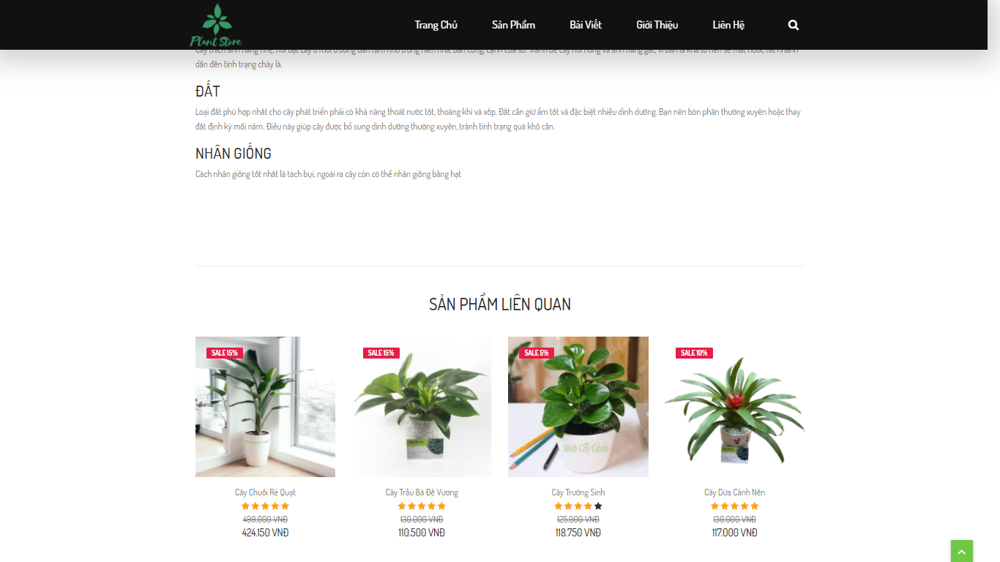 Plant Store
Trang Chủ
Sản Phẩm
Bài Viết
Giới Thiệu
Liên Hệ
Cây thích ánh nắng nhẹ, nơi đặt cây ở môi trường bán râm nhỏ trong hiên nhà, ban công, cạnh cửa sổ. Tránh để cây nơi nóng và ánh nắng gắt, vì bản lá khá to nên sẽ mất nước rất nhanh
dẫn đến tình trạng cháy lá.
ĐẤT
Loại đất phù hợp nhất cho cây phát triển phải có khả năng thoát nước tốt, thoáng khí và xốp. Đất cần giữ ẩm tốt và đặc biệt nhiều dinh dưỡng. Bạn nên bón phân thường xuyên hoặc thay
đất định kỳ mỗi năm. Điều này giúp cây được bổ sung dinh dưỡng thường xuyên, tránh tình trạng quá khô cằn.
NHÂN GIỐNG
Cách nhân giống tốt nhất là tách bụi, ngoài ra cây còn có thể nhân giống bằng hạt
SẢN PHẨM LIÊN QUAN
SALE 15%
SALE 15%
SALE 5%
SALE 10%
Web Cây Cảnh
Cây Chuối Rẻ Quạt
Cây Trầu Bà Đế Vương
Cây Trường Sinh
Cây Dứa Cảnh Nến
499.000 VNĐ
130.000 VNĐ
125.000 VNĐ
130.000 VNĐ
424.150 VNĐ
110.500 VNĐ
118.750 VNĐ
117.000 VNĐ